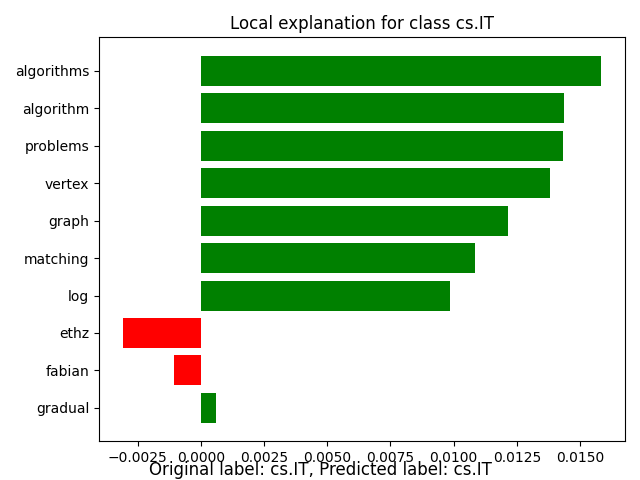 Local explanation for class cs.IT
algorithms
algorithm
problems
vertex
graph
matching
log
ethz
fabian
gradual
−0.0025 0.0000 0.0025 0.0050 0.0075 0.0100 0.0125 0.0150
Original label: cs.IT, Predicted label: cs.IT